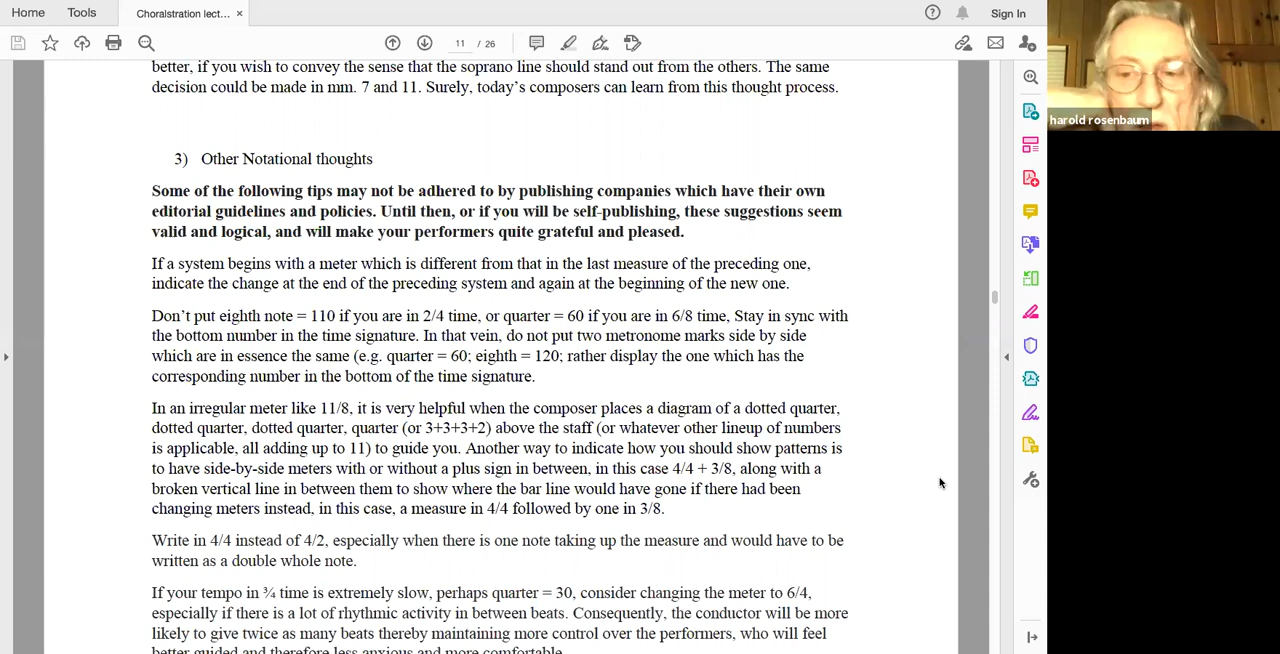 Home Tools Choralstration lect... × Sign In
11 / 26
better, if you wish to convey the sense that the soprano line should stand out from the others. The same
decision could be made in mm. 7 and 11. Surely, today's composers can learn from this thought process.
3) Other Notational thoughts
Some of the following tips may not be adhered to by publishing companies which have their own
editorial guidelines and policies. Until then, or if you will be self-publishing, these suggestions seem
valid and logical, and will make your performers quite grateful and pleased.
If a system begins with a meter which is different from that in the last measure of the preceding one,
indicate the change at the end of the preceding system and again at the beginning of the new one.
Don't put eighth note = 110 if you are in 2/4 time, or quarter = 60 if you are in 6/8 time, Stay in sync with
the bottom number in the time signature. In that vein, do not put two metronome marks side by side
which are in essence the same (e.g. quarter = 60; eighth = 120; rather display the one which has the
corresponding number in the bottom of the time signature.
In an irregular meter like 11/8, it is very helpful when the composer places a diagram of a dotted quarter,
dotted quarter, dotted quarter, quarter (or 3+3+3+2) above the staff (or whatever other lineup of numbers
is applicable, all adding up to 11) to guide you. Another way to indicate how you should show patterns is
to have side-by-side meters with or without a plus sign in between, in this case 4/4 + 3/8, along with a
broken vertical line in between them to show where the bar line would have gone if there had been
changing meters instead, in this case, a measure in 4/4 followed by one in 3/8.
Write in 4/4 instead of 4/2, especially when there is one note taking up the measure and would have to be
written as a double whole note.
If your tempo in ¾ time is extremely slow, perhaps quarter = 30, consider changing the meter to 6/4,
especially if there is a lot of rhythmic activity in between beats. Consequently, the conductor will be more
likely to give twice as many beats thereby maintaining more control over the performers, who will feel
better guided and therefore less anxious and more comfortable.
harold rosenbaum